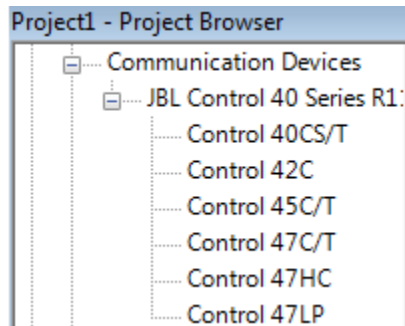 Project1 - Project Browser
Communication Devices
JBL Control 40 Series R1:
Control 40CS/T
Control 42C
Control 45C/T
Control 47C/T
Control 47HC
Control 47LP